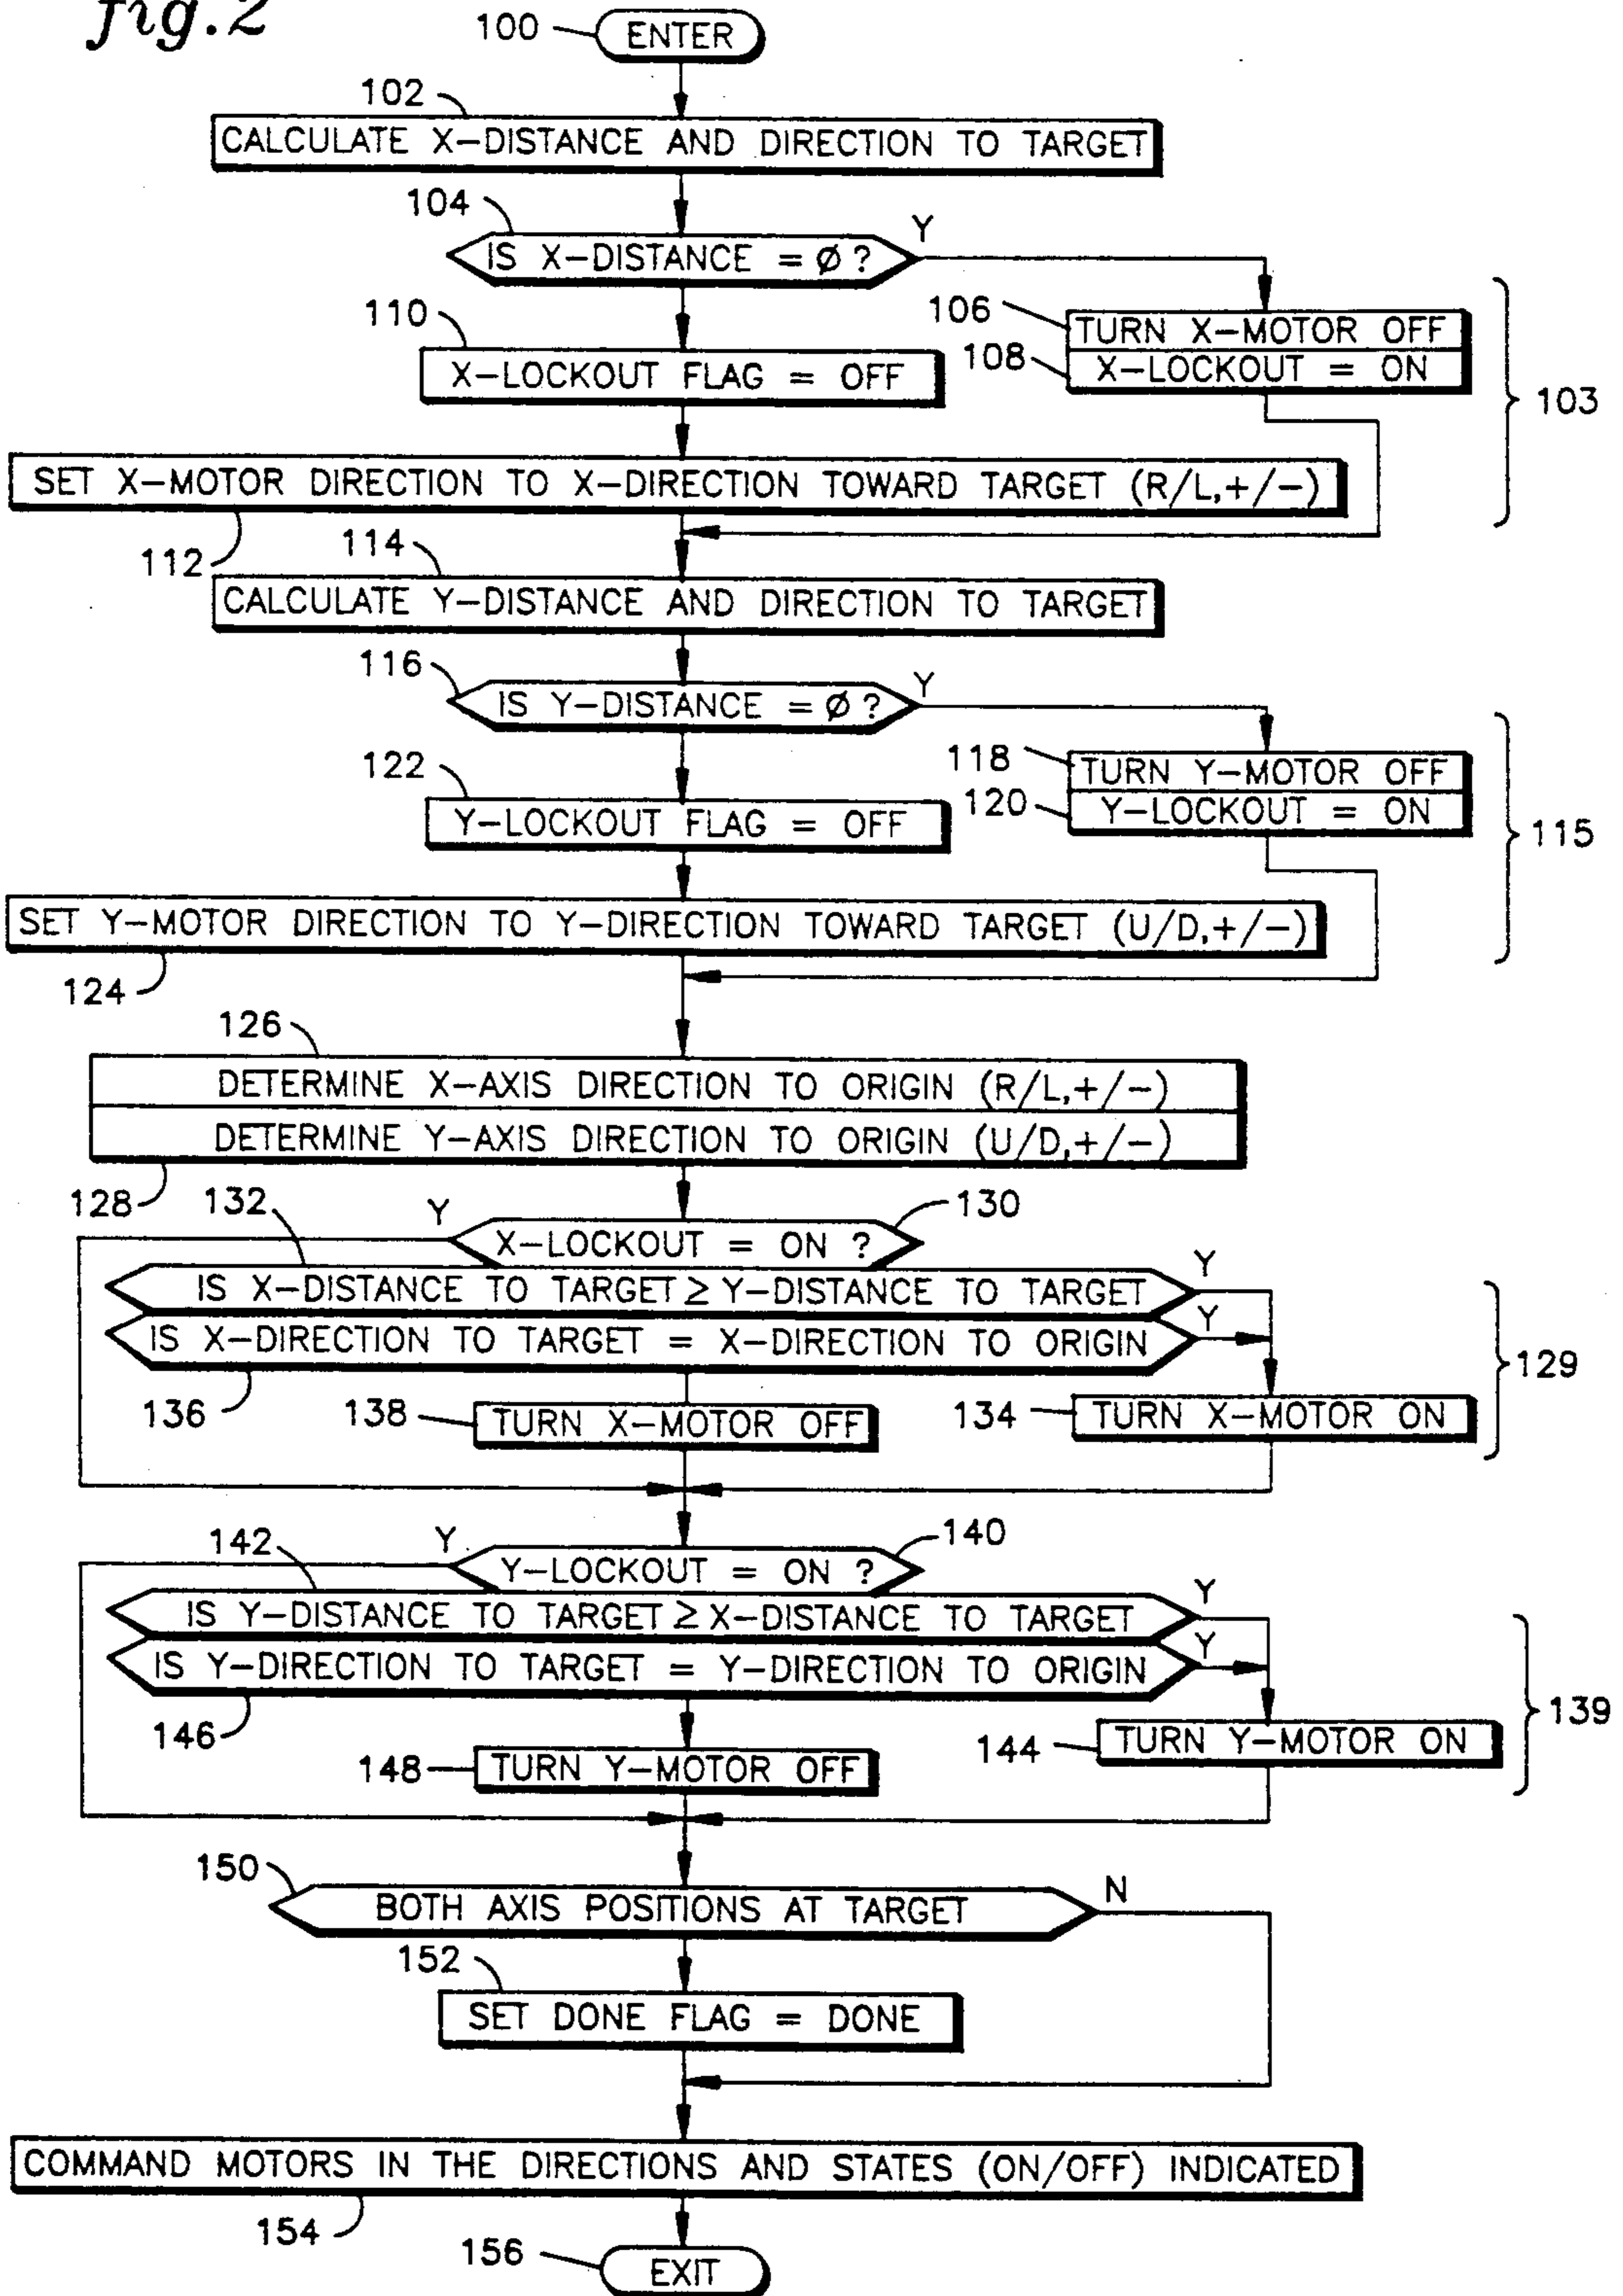 fig.2
100
ENTER
102
CALCULATE X-DISTANCE AND DIRECTION TO TARGET
104
IS X-DISTANCE = Ø ?
Y
110
X-LOCKOUT FLAG = OFF
106
TURN X-MOTOR OFF
108
X-LOCKOUT = ON
103
SET X-MOTOR DIRECTION TO X-DIRECTION TOWARD TARGET (R/L,+/-)
112
114
CALCULATE Y-DISTANCE AND DIRECTION TO TARGET
116
IS Y-DISTANCE = Ø ?
Y
122
Y-LOCKOUT FLAG = OFF
118
TURN Y-MOTOR OFF
120
Y-LOCKOUT = ON
115
SET Y-MOTOR DIRECTION TO Y-DIRECTION TOWARD TARGET (U/D,+/-)
124
126
DETERMINE X-AXIS DIRECTION TO ORIGIN (R/L,+/-)
DETERMINE Y-AXIS DIRECTION TO ORIGIN (U/D,+/-)
128
132
Y
X-LOCKOUT = ON ?
130
IS X-DISTANCE TO TARGET ≥ Y-DISTANCE TO TARGET
Y
IS X-DIRECTION TO TARGET = X-DIRECTION TO ORIGIN
Y
129
136
138
TURN X-MOTOR OFF
134
TURN X-MOTOR ON
142
Y
Y-LOCKOUT = ON ?
140
IS Y-DISTANCE TO TARGET ≥ X-DISTANCE TO TARGET
Y
IS Y-DIRECTION TO TARGET = Y-DIRECTION TO ORIGIN
Y
139
146
148
TURN Y-MOTOR OFF
144
TURN Y-MOTOR ON
150
BOTH AXIS POSITIONS AT TARGET
N
152
SET DONE FLAG = DONE
COMMAND MOTORS IN THE DIRECTIONS AND STATES (ON/OFF) INDICATED
154
156
EXIT